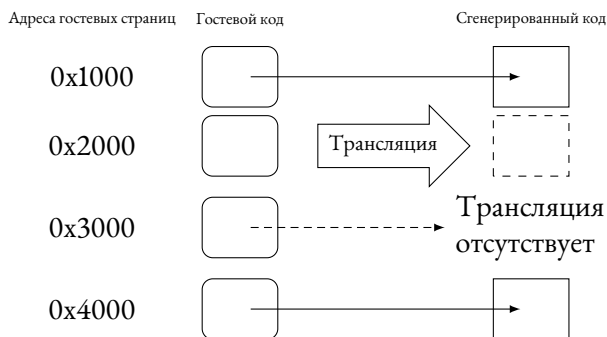 Адреса гостевых страниц Гостевой код Сгенерированный код
0x1000
0x2000 Трансляция
0x3000 Трансляция
отсутствует
0x4000